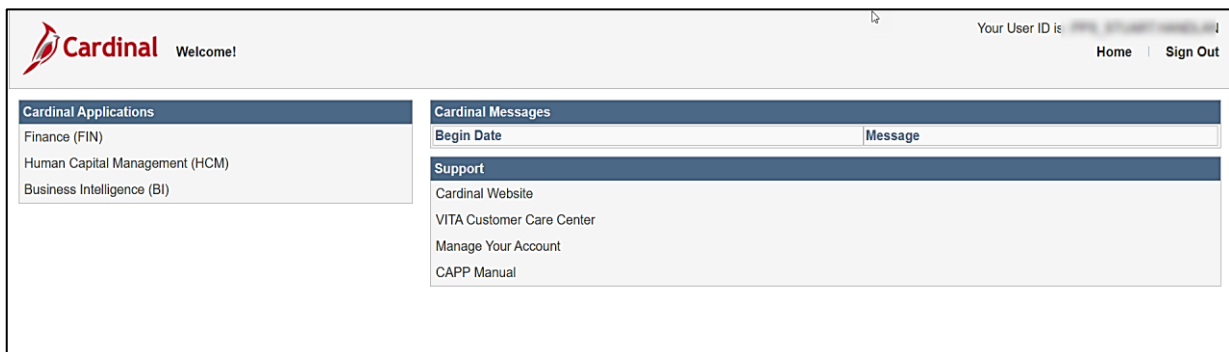 Your User ID is
Cardinal Welcome!
Home | Sign Out
Cardinal Applications
Finance (FIN)
Human Capital Management (HCM)
Business Intelligence (BI)
Cardinal Messages
Begin Date Message
Support
Cardinal Website
VITA Customer Care Center
Manage Your Account
CAPP Manual